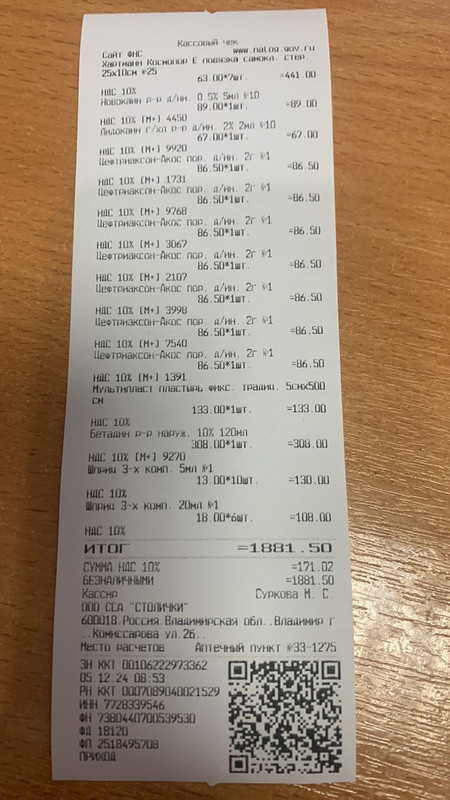 Кассовый чек
Сайт ФНС www.nalog.gov.ru
Хартманн Космопор Е повязка самокл. стер.
25х10см №25
63.00*7шт. =441.00
НДС 10%
Новокаин р-р д/ин. 0.5% 5мл №10
89.00*1шт. =89.00
НДС 10% [М+] 4450
Лидокаин г/хл р-р д/ин. 2% 2мл №10
67.00*1шт. =67.00
НДС 10% [М+] 9920
Цефтриаксон-Акос пор. д/ин. 2г №1
86.50*1шт. =86.50
НДС 10% [М+] 1731
Цефтриаксон-Акос пор. д/ин. 2г №1
86.50*1шт. =86.50
НДС 10% [М+] 9768
Цефтриаксон-Акос пор. д/ин. 2г №1
86.50*1шт. =86.50
НДС 10% [М+] 3067
Цефтриаксон-Акос пор. д/ин. 2г №1
86.50*1шт. =86.50
НДС 10% [М+] 2107
Цефтриаксон-Акос пор. д/ин. 2г №1
86.50*1шт. =86.50
НДС 10% [М+] 3998
Цефтриаксон-Акос пор. д/ин. 2г №1
86.50*1шт. =86.50
НДС 10% [М+] 7540
Цефтриаксон-Акос пор. д/ин. 2г №1
86.50*1шт. =86.50
НДС 10% [М+] 1391
Мультипласт пластырь фикс. традиц. 5смх500
см
133.00*1шт. =133.00
НДС 10%
Бетадин р-р наруж. 10% 120мл
308.00*1шт. =308.00
НДС 10% [М+] 9270
Шприц 3-х комп. 5мл №1
13.00*10шт. =130.00
НДС 10%
Шприц 3-х комп. 20мл №1
18.00*6шт. =108.00
НДС 10%
ИТОГ =1881.50
СУММА НДС 10% =171.02
БЕЗНАЛИЧНЫМИ =1881.50
Кассир Суркова М. С.
ООО ССА "СТОЛИЧКИ"
600018,Россия,Владимирская обл.,,Владимир г
.,Комиссарова ул,26,,
Место расчетов Аптечный пункт №33-1275
ЗН ККТ 00106222973362
05.12.24 08:53
РН ККТ 0007089040021529
ИНН 7728339546
ФН 7380440700539530
ФД 18120
ФП 2518495708
ПРИХОД